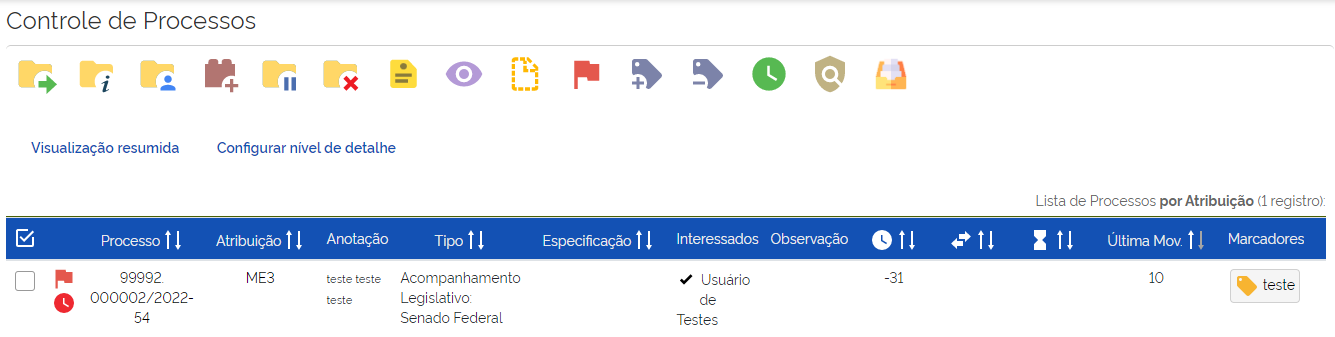 Controle de Processos
Visualização resumida Configurar nível de detalhe
Lista de Processos por Atribuição (1 registro):
Processo Atribuição Anotação Tipo Especificação Interessados Observação Última Mov. Marcadores
99992. ME3 teste teste Acompanhamento Usuário -31 10 teste
000002/2022- teste Legislativo: de
54 Senado Federal Testes